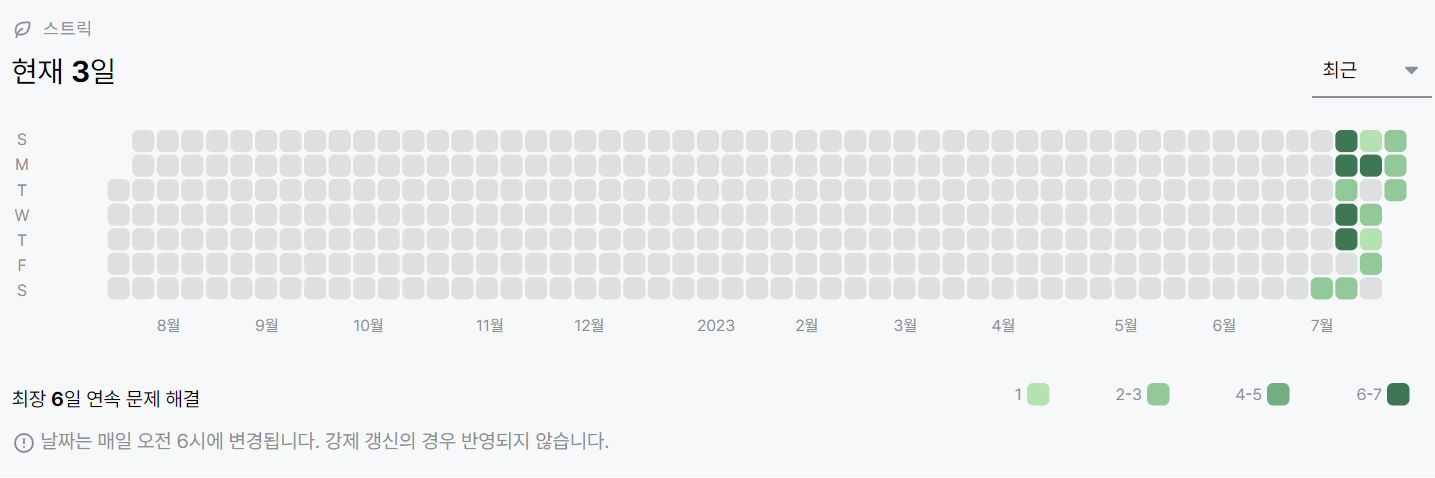 스트릭
현재 3일
최근
S
M
T
W
T
F
S
8월 9월 10월 11월 12월 2023 2월 3월 4월 5월 6월 7월
최장 6일 연속 문제 해결
1 2-3 4-5 6-7
날짜는 매일 오전 6시에 변경됩니다. 강제 갱신의 경우 반영되지 않습니다.